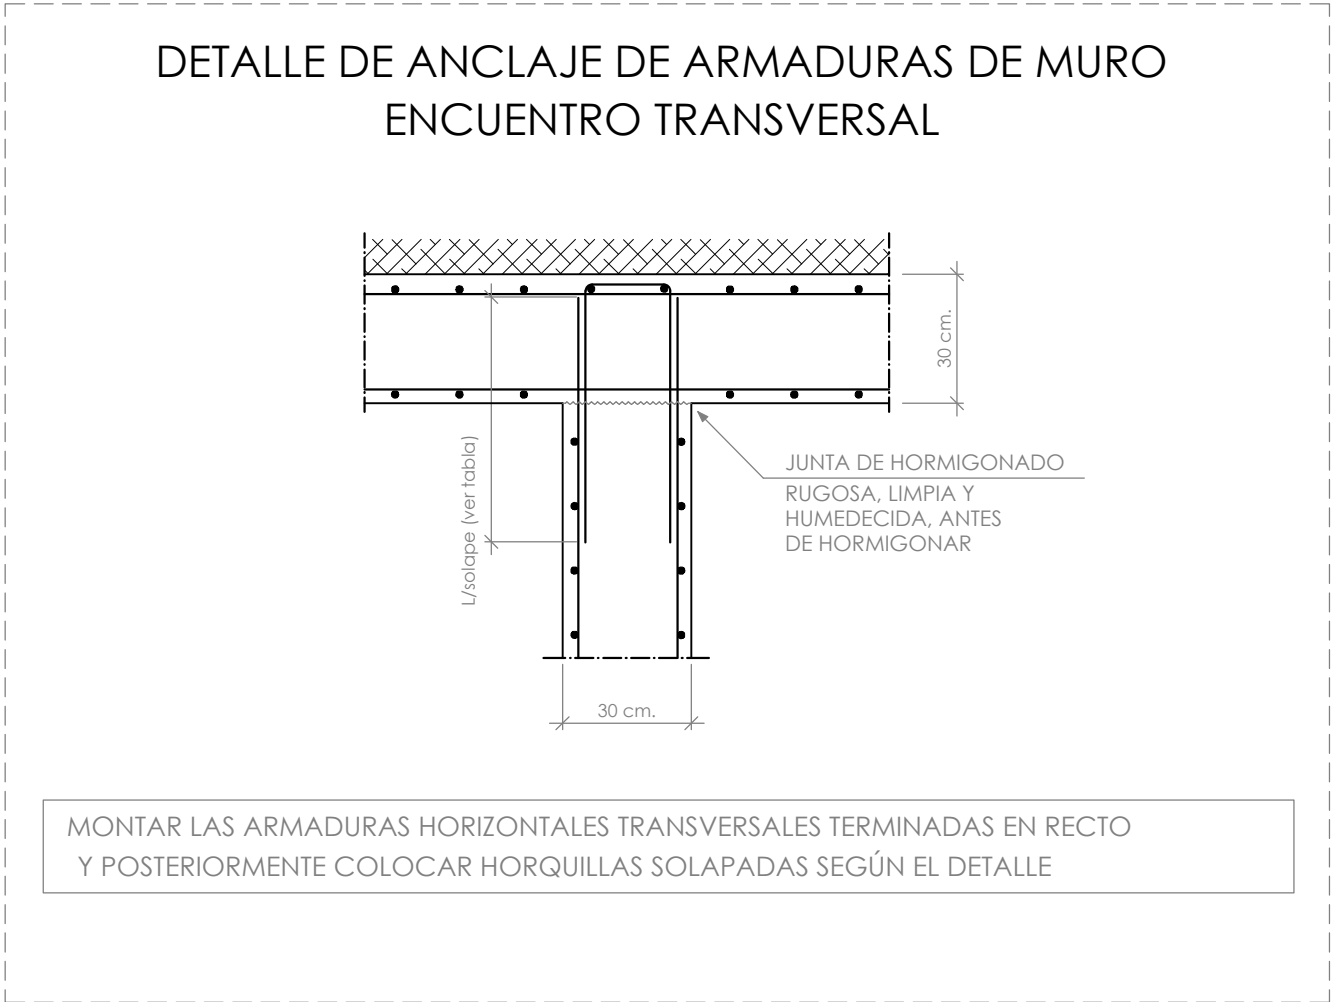 DETALLE DE ANCLAJE DE ARMADURAS DE MURO
ENCUENTRO TRANSVERSAL
30 cm.
L/solape (ver tabla)
JUNTA DE HORMIGONADO
RUGOSA, LIMPIA Y
HUMEDECIDA, ANTES
DE HORMIGONAR
30 cm.
MONTAR LAS ARMADURAS HORIZONTALES TRANSVERSALES TERMINADAS EN RECTO
Y POSTERIORMENTE COLOCAR HORQUILLAS SOLAPADAS SEGÚN EL DETALLE